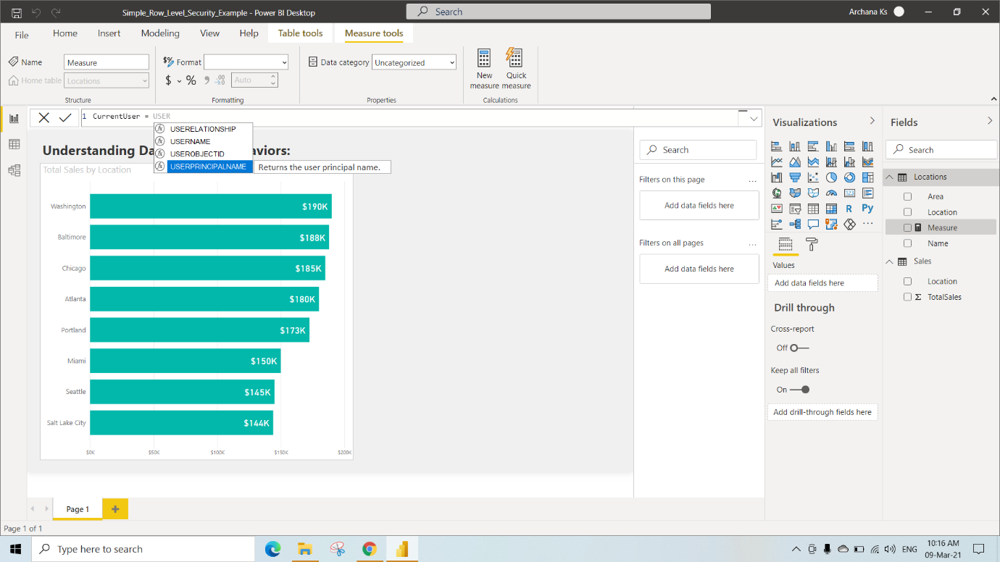 Simple_Row_Level_Security_Example - Power BI Desktop
Search
Archana Ks
File
Home
Insert
Modeling
View
Help
Table tools
Measure tools
Name
Measure
Format
Data category
Uncategorized
New
measure
Quick
measure
Home table
Locations
$
%
Auto
Structure
Formatting
Properties
Calculations
1 CurrentUser = USER
USERELATIONSHIP
USERNAME
USEROBJECTID
USERPRINCIPALNAME
Returns the user principal name.
Understanding Da
aviors:
Total Sales by Location
Washington
$190K
Baltimore
$188K
Chicago
$185K
Atlanta
$180K
Portland
$173K
Miami
$150K
Seattle
$145K
Salt Lake City
$144K
$0K
$50K
$100K
$150K
$200K
Search
Filters on this page
...
Add data fields here
Filters on all pages
...
Add data fields here
Visualizations
R
Py
...
Values
Add data fields here
Drill through
Cross-report
Off
Keep all filters
On
Add drill-through fields here
Fields
Search
Locations
Area
Location
Measure
Name
Sales
Location
Σ TotalSales
Page 1
+
Page 1 of 1
Type here to search
ENG
10:16 AM
09-Mar-21